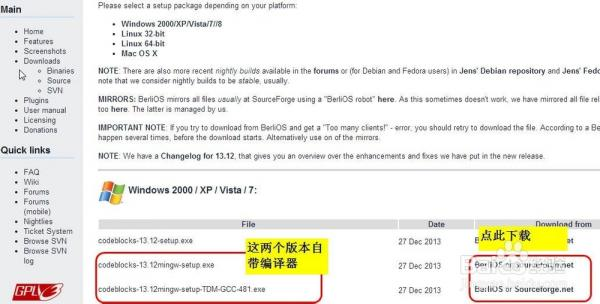 Main
Home
Features
Screenshots
Downloads
Binaries
Source
SVN
Plugins
User manual
Licensing
Donations
Quick links
FAQ
Wiki
Forums
Forums
(mobile)
Nightlies
Ticket System
Browse SVN
Browse SVN
log
GPLV3
Please select a setup package depending on your platform:
Windows 2000/XP/Vista/7//8
Linux 32-bit
Linux 64-bit
Mac OS X
NOTE: There are also more recent nightly builds available in the forums or (for Debian and Fedora users) in Jens' Debian repository and Jens' Fedo
note that we consider nightly builds to be stable, usually.
MIRRORS: BerliOS mirrors all files usually at SourceForge using a "BerliOS robot" here. As this sometimes doesn't work, we have mirrored all file rele
too here. The latter is managed by us.
IMPORTANT NOTE: If you try to download from BerliOS and get a "Too many clients!" - error, you should retry to download the file. According to a Be
happen several times, before the download starts. Alternatively use on of the mirrors.
NOTE: We have a Changelog for 13.12, that gives you an overview over the enhancements and fixes we have put in the new release.
Windows 2000 / XP / Vista / 7:
File Date Download from
codeblocks-13.12-setup.exe 27 Dec 2013
codeblocks-13.12mingw-setup.exe 27 Dec 2013 BerliOS or Sourceforge.net
codeblocks-13.12mingw-setup-TDM-GCC-481.exe 27 Dec 2013 BerliOS or Sourceforge.net
这两个版本自
带编译器
点此下载